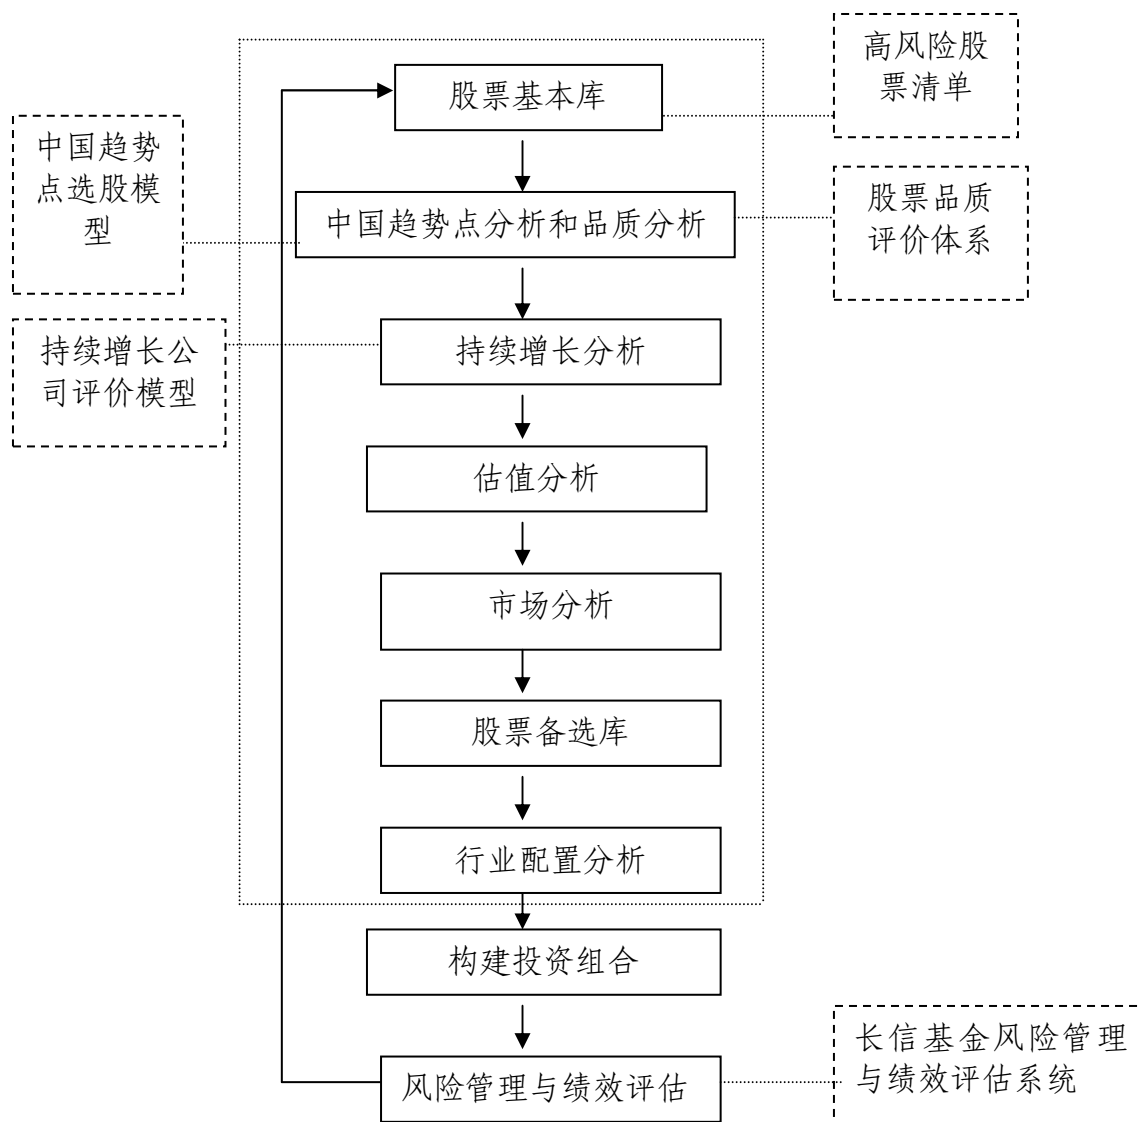 高风险股
票清单
股票基本库
中国趋势
点选股模
型
中国趋势点分析和品质分析
股票品质
评价体系
持续增长公
司评价模型
持续增长分析
估值分析
市场分析
股票备选库
行业配置分析
构建投资组合
风险管理与绩效评估
长信基金风险管理
与绩效评估系统